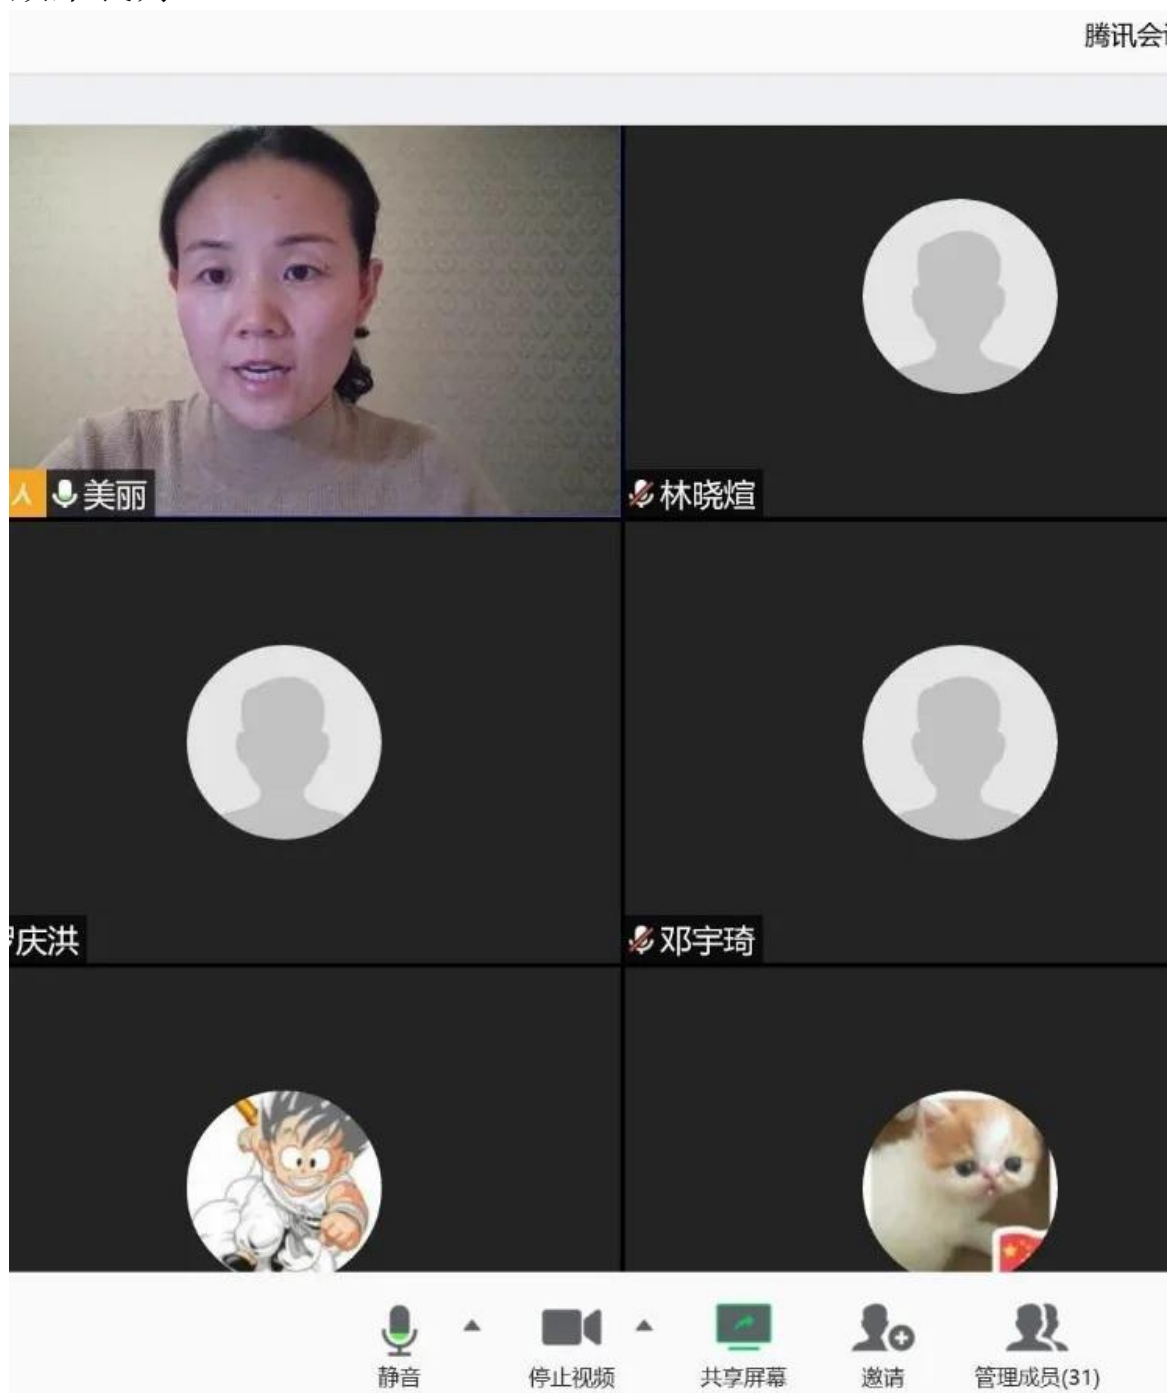 腾讯会
人 美丽
林晓煊
庆洪
邓宇琦
静音
停止视频
共享屏幕
邀请
管理成员(31)